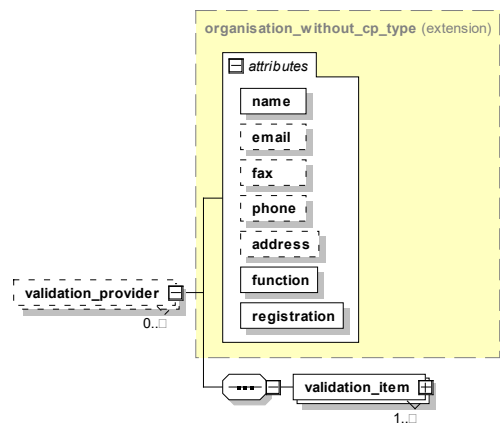 organisation_without_cp_type (extension)
attributes
name
email
fax
phone
address
function
registration
validation_provider
0..□
validation_item
1..□